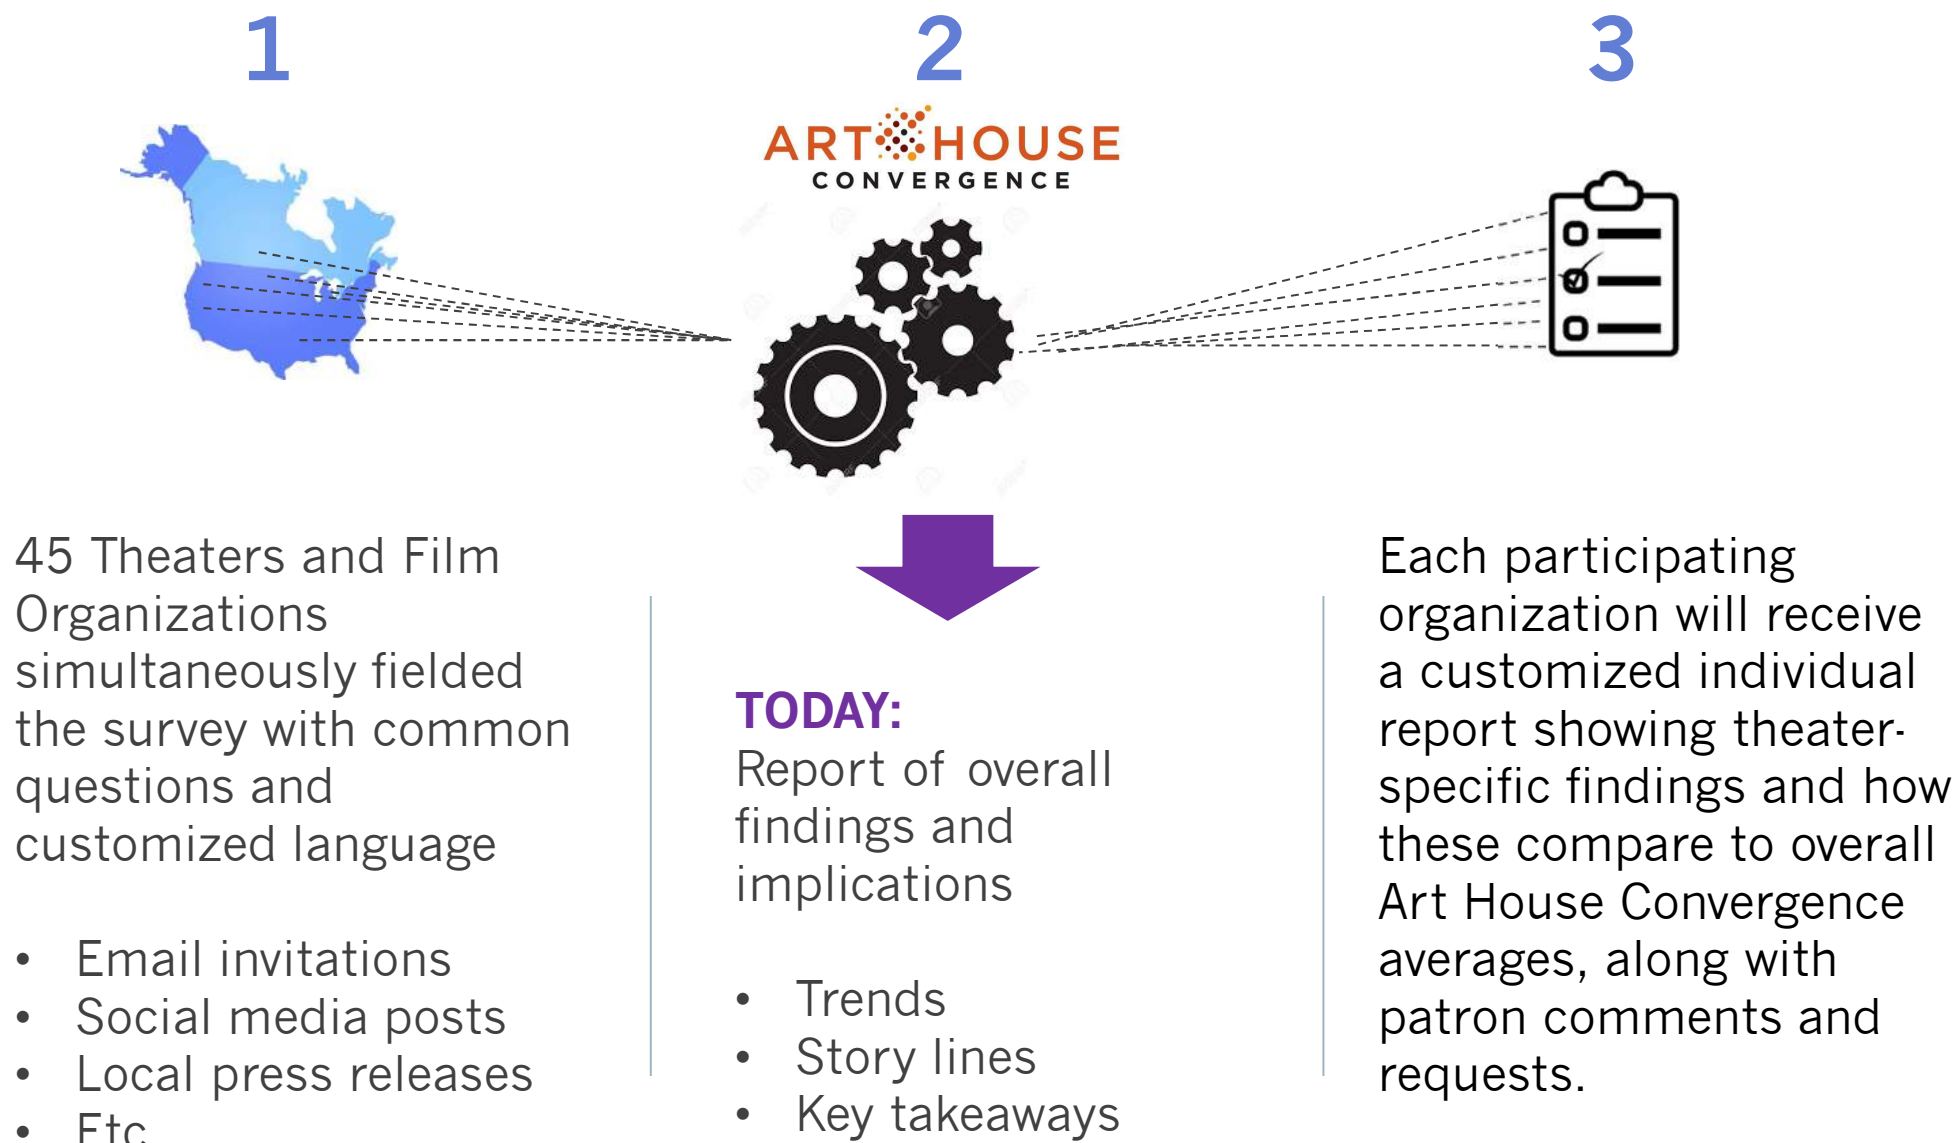 1
45 Theaters and Film
Organizations
simultaneously fielded
the survey with common
questions and
customized language
• Email invitations
• Social media posts
• Local press releases
• Etc
2
ART HOUSE
CONVERGENCE
TODAY:
Report of overall
findings and
implications
• Trends
• Story lines
• Key takeaways
3
Each participating
organization will receive
a customized individual
report showing theater-
specific findings and how
these compare to overall
Art House Convergence
averages, along with
patron comments and
requests.